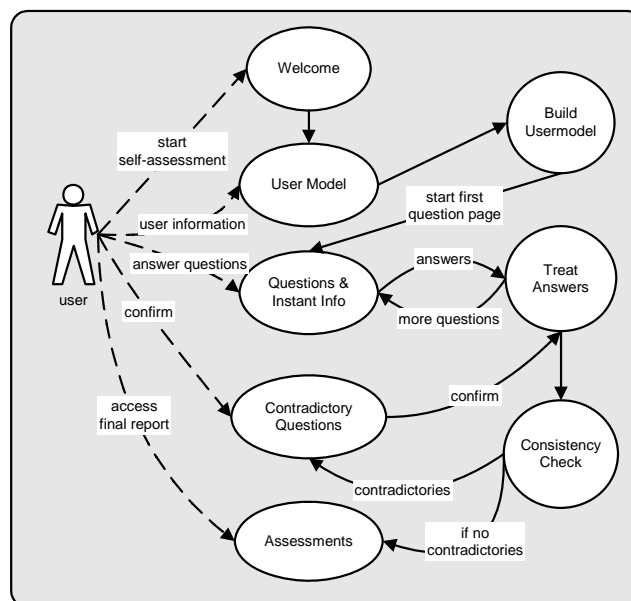 Welcome
Build
Usermodel
start
self-assessment
User Model
start first
question page
user information
answer questions
answers
Questions &
Instant Info
Treat
Answers
user
confirm
more questions
access
final report
Contradictory
Questions
confirm
Consistency
Check
contradictories
if no
contradictories
Assessments